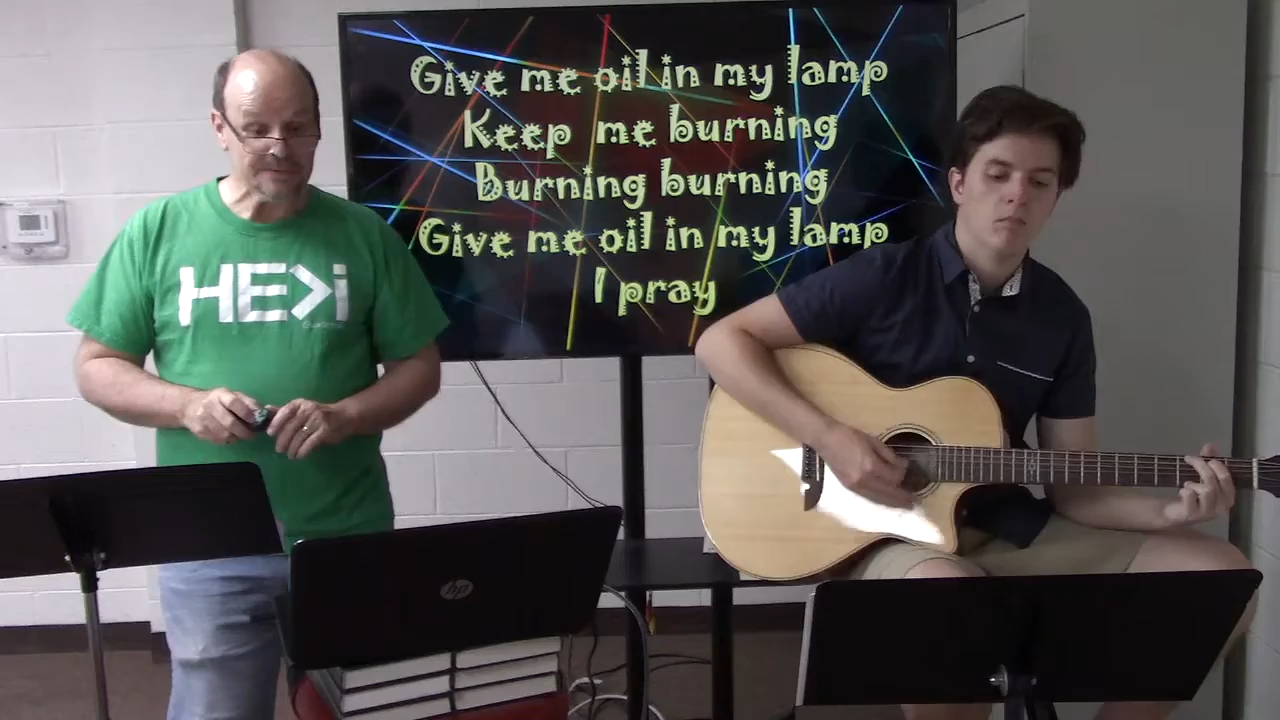 Give me oil in my lamp
Keep me burning
Burning burning
Give me oil in my lamp
I pray
HE>i
hp